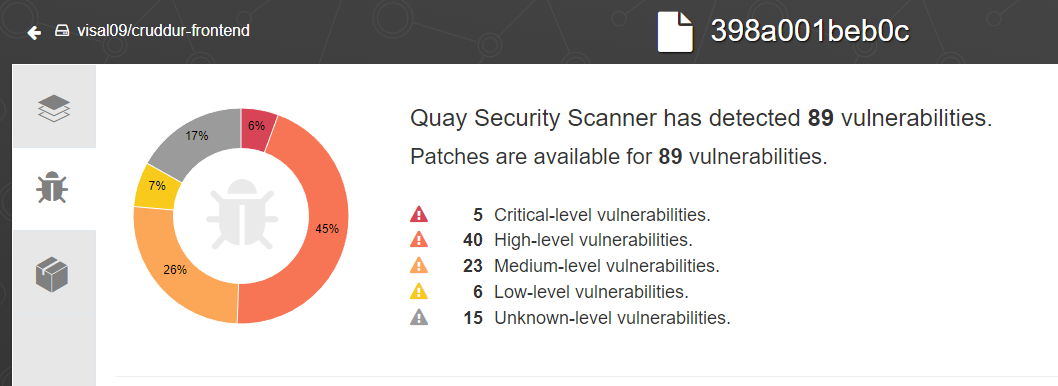 visal09/cruddur-frontend
398a001beb0c
Quay Security Scanner has detected 89 vulnerabilities.
Patches are available for 89 vulnerabilities.
6%
17%
7%
45%
26%
5 Critical-level vulnerabilities.
40 High-level vulnerabilities.
23 Medium-level vulnerabilities.
6 Low-level vulnerabilities.
15 Unknown-level vulnerabilities.